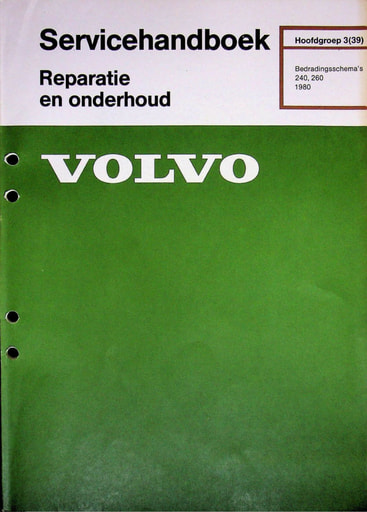 Servicehandboek
Reparatie
en onderhoud
Hoofdgroep 3(39)
Bedradingsschema's
240, 260
1980
VOLVO